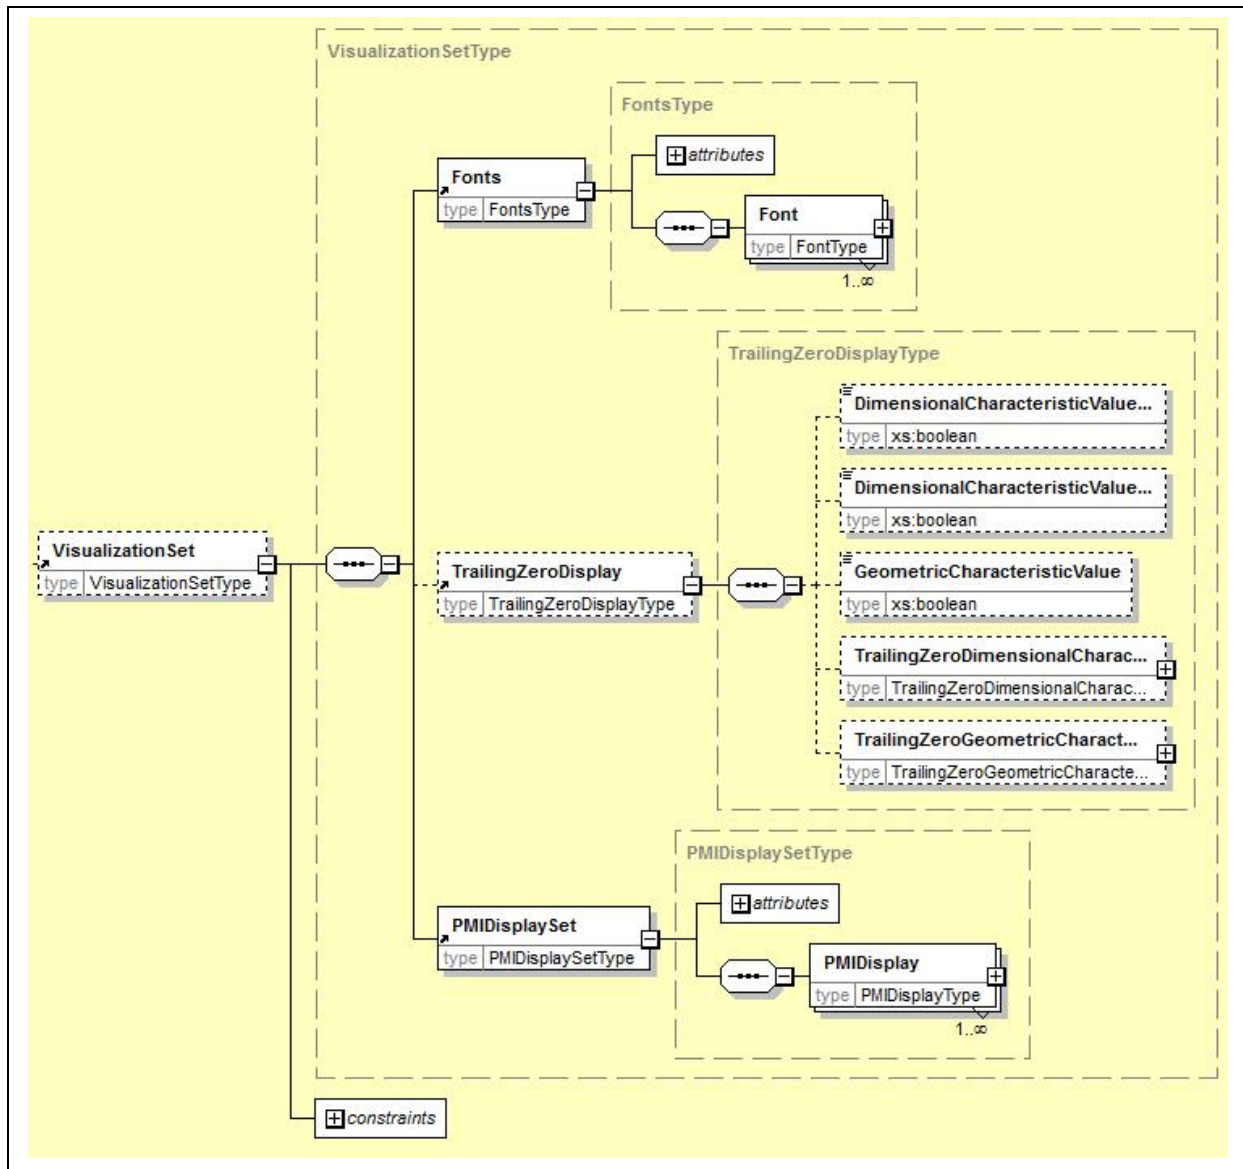 VisualizationSetType
FontsType
attributes
Fonts
type FontsType
Font
type FontType
1..∞
TrailingZeroDisplayType
DimensionalCharacteristicValue...
type xs:boolean
DimensionalCharacteristicValue...
type xs:boolean
VisualizationSet
type VisualizationSetType
TrailingZeroDisplay
type TrailingZeroDisplayType
GeometricCharacteristicValue
type xs:boolean
TrailingZeroDimensionalCharac...
type TrailingZeroDimensionalCharac...
TrailingZeroGeometricCharact...
type TrailingZeroGeometricCharacte...
PMIDisplaySetType
attributes
PMIDisplaySet
type PMIDisplaySetType
PMIDisplay
type PMIDisplayType
1..∞
constraints